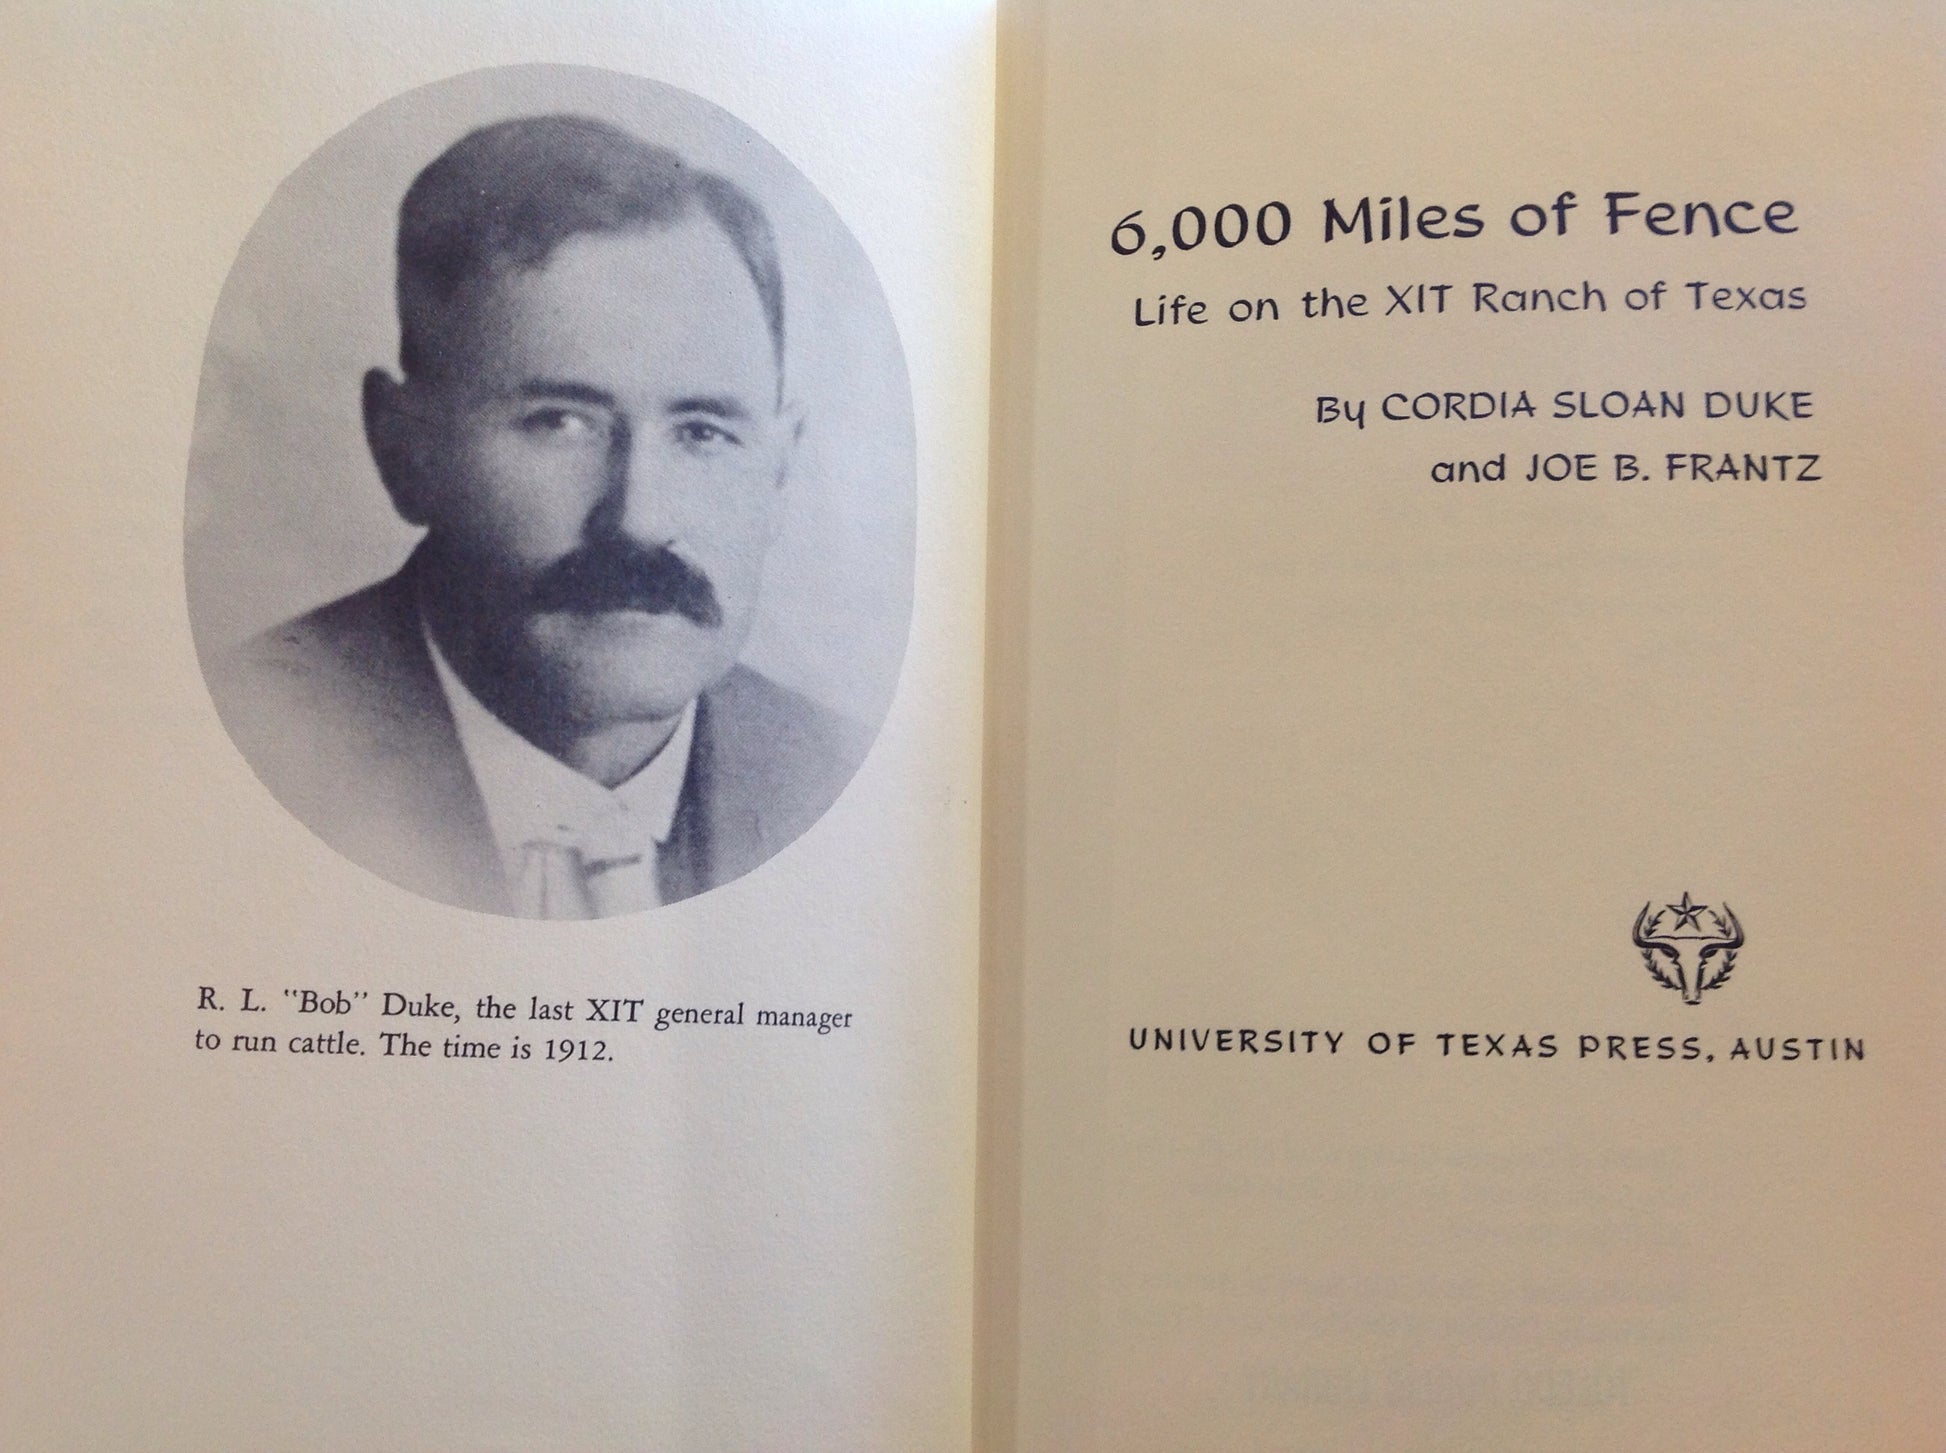 R. L. "Bob" Duke, the last XIT general manager
to run cattle. The time is 1912.
6,000 Miles of Fence
Life on the XIT Ranch of Texas
By CORDIA SLOAN DUKE
and JOE B. FRANTZ
UNIVERSITY OF TEXAS PRESS, AUSTIN